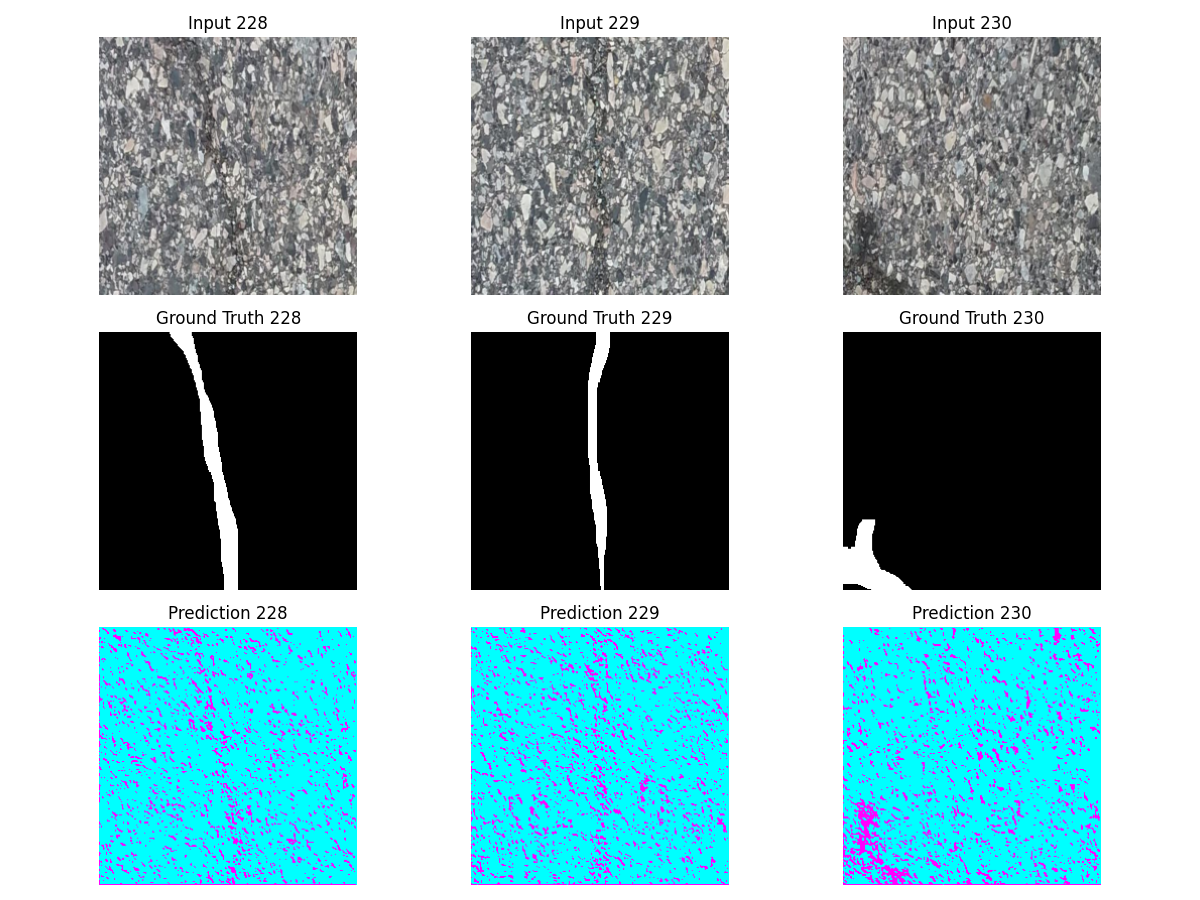 Input 228
Input 229
Input 230
Ground Truth 228
Ground Truth 229
Ground Truth 230
Prediction 228
Prediction 229
Prediction 230